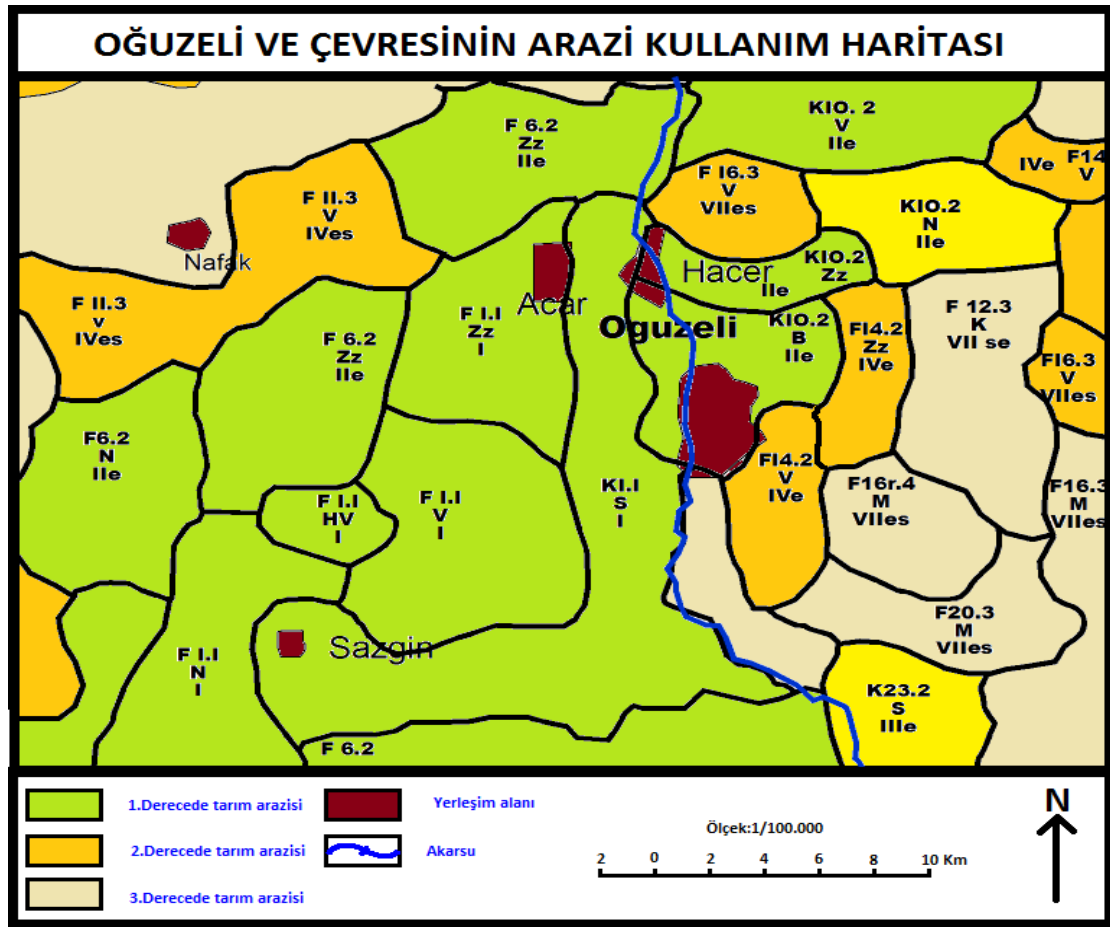 OĞUZELİ VE ÇEVRESİNİN ARAZİ KULLANIM HARİTASI
F 6.2
Zz
IIe
KIO. 2
V
IIe
IVe
F14
V
F I6.3
V
VIIes
F II.3
V
IVes
KIO.2
N
IIe
Nafak
Hacer
KIO.2
Zz
IIe
F II.3
v
IVes
Acar
F I.I
Zz
I
Oguzeli
KIO.2
B
IIe
F 12.3
K
VII se
F 6.2
Zz
IIe
FI4.2
Zz
IVe
FI6.3
V
VIIes
F6.2
N
IIe
FI4.2
V
IVe
F I.I
HV
I
F I.I
V
I
KI.I
S
I
F16r.4
M
VIIes
F16.3
M
VIIes
F20.3
M
VIIes
Sazgin
F I.I
N
I
K23.2
S
IIIe
F 6.2
1.Derecede tarım arazisi
2.Derecede tarım arazisi
3.Derecede tarım arazisi
Yerleşim alanı
Akarsu
Ölçek:1/100.000
2 0 2 4 6 8 10 Km
N